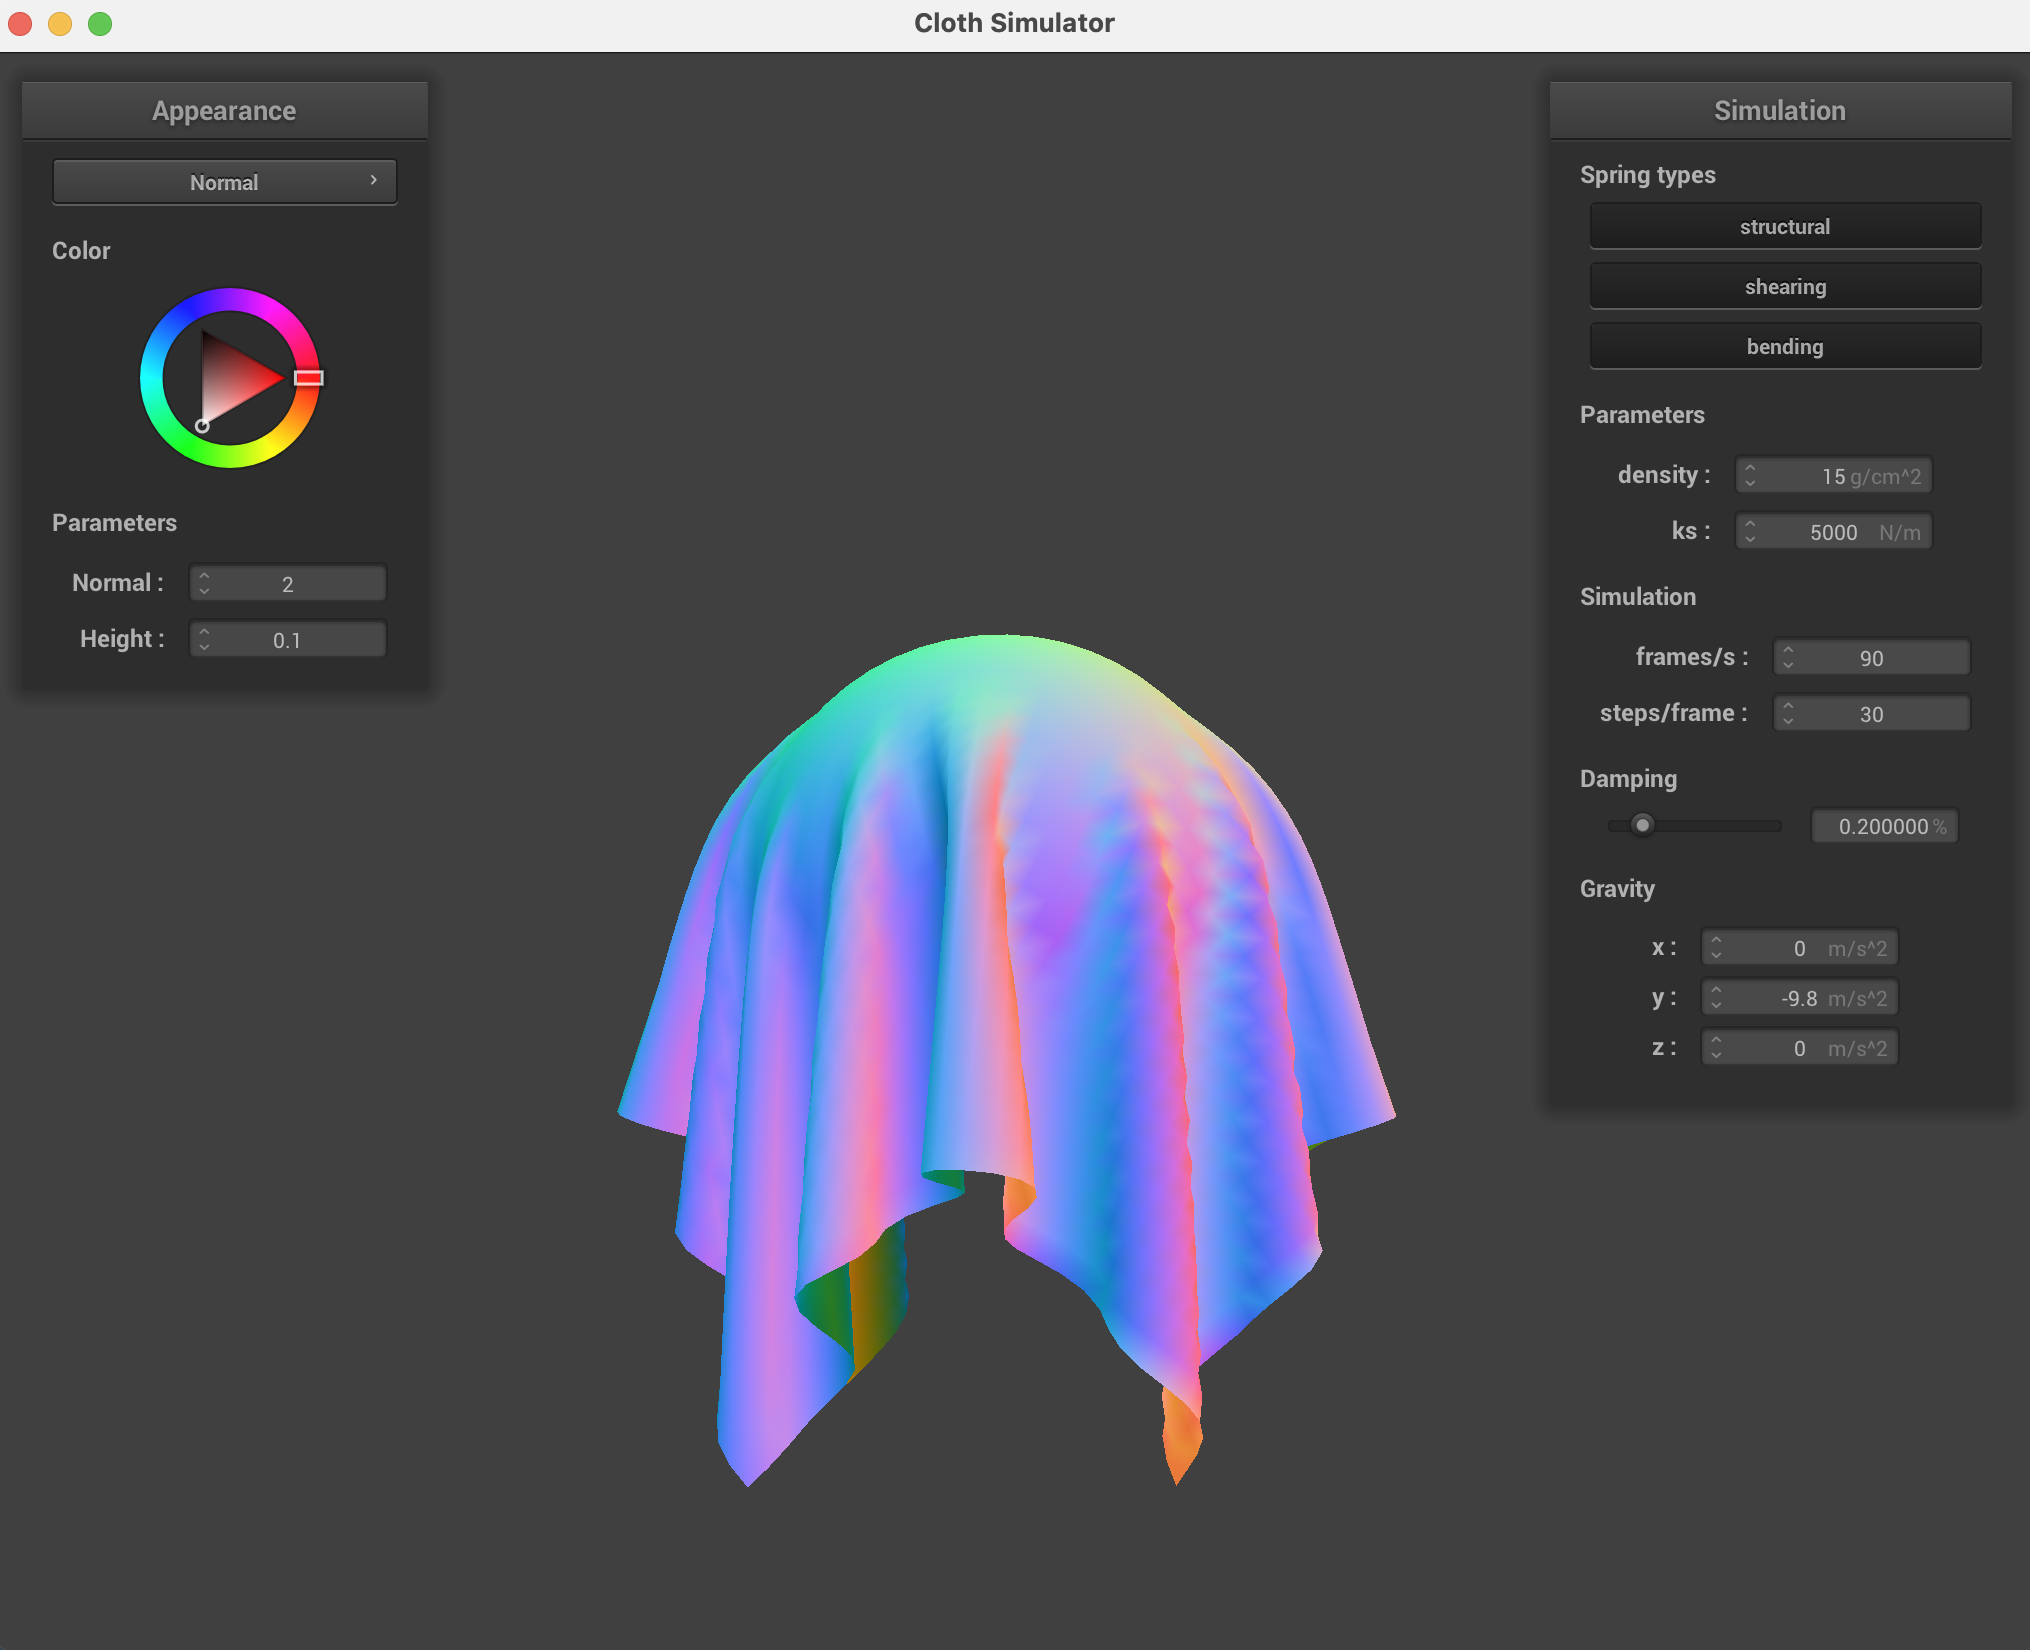 Cloth Simulator
Appearance
Normal
Color
Parameters
Normal : 2
Height : 0.1
Simulation
Spring types
structural
shearing
bending
Parameters
density : 15 g/cm^2
ks : 5000 N/m
Simulation
frames/s : 90
steps/frame : 30
Damping
0.200000 %
Gravity
x : 0 m/s^2
y : -9.8 m/s^2
z : 0 m/s^2